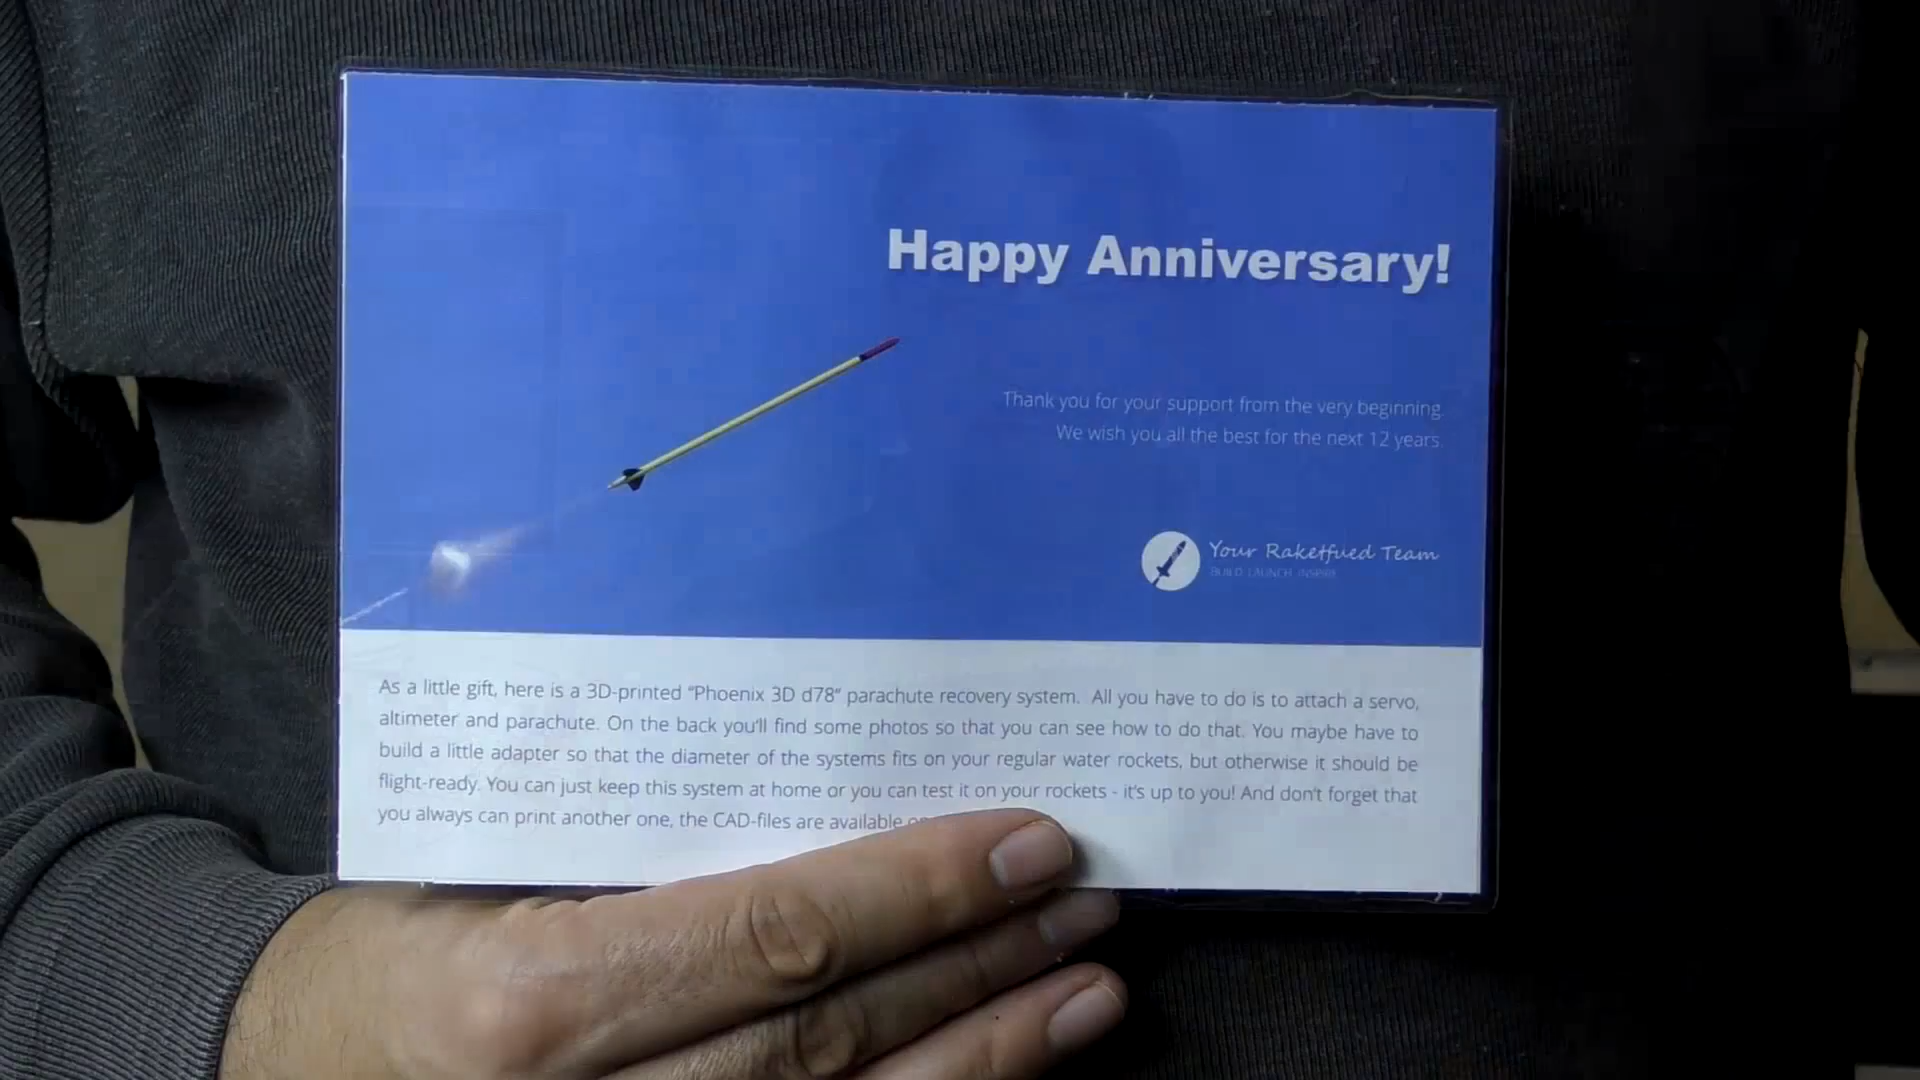 Happy Anniversary!
Thank you for your support from the very beginning.
We wish you all the best for the next 12 years.
Your Raketfued Team
BUILD. LAUNCH. INSPIRE.
As a little gift, here is a 3D-printed "Phoenix 3D d78" parachute recovery system. All you have to do is to attach a servo,
altimeter and parachute. On the back you'll find some photos so that you can see how to do that. You maybe have to
build a little adapter so that the diameter of the systems fits on your regular water rockets, but otherwise it should be
flight-ready. You can just keep this system at home or you can test it on your rockets - it's up to you! And don't forget that
you always can print another one, the CAD-files are available